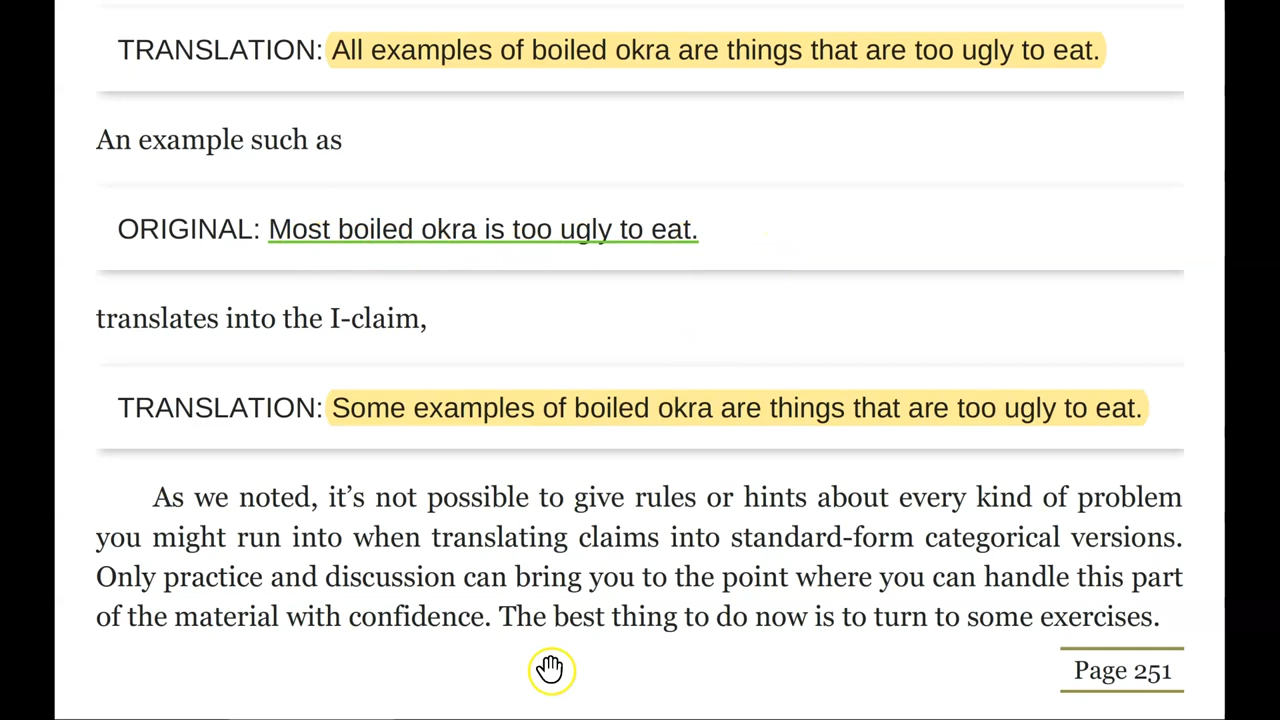 TRANSLATION: All examples of boiled okra are things that are too ugly to eat.
An example such as
ORIGINAL: Most boiled okra is too ugly to eat.
translates into the I-claim,
TRANSLATION: Some examples of boiled okra are things that are too ugly to eat.
As we noted, it’s not possible to give rules or hints about every kind of problem
you might run into when translating claims into standard-form categorical versions.
Only practice and discussion can bring you to the point where you can handle this part
of the material with confidence. The best thing to do now is to turn to some exercises.
Page 251